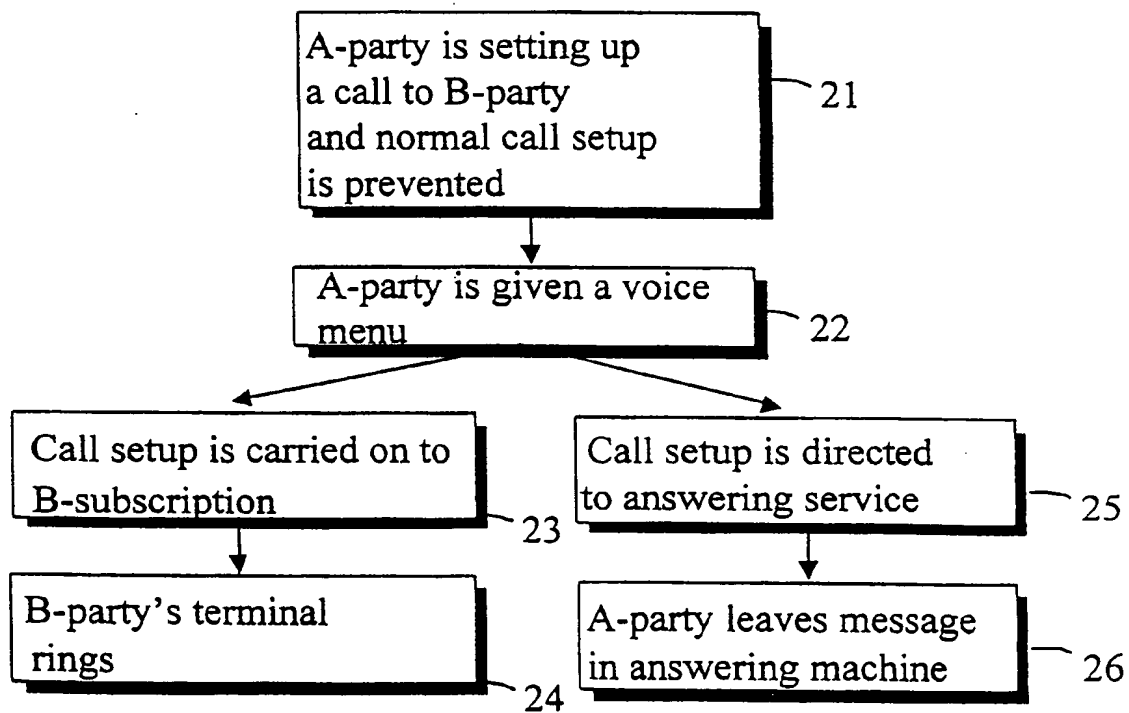 A-party is setting up
a call to B-party
and normal call setup
is prevented
21
A-party is given a voice
menu
22
Call setup is carried on to
B-subscription
23
Call setup is directed
to answering service
25
B-party's terminal
rings
24
A-party leaves message
in answering machine
26